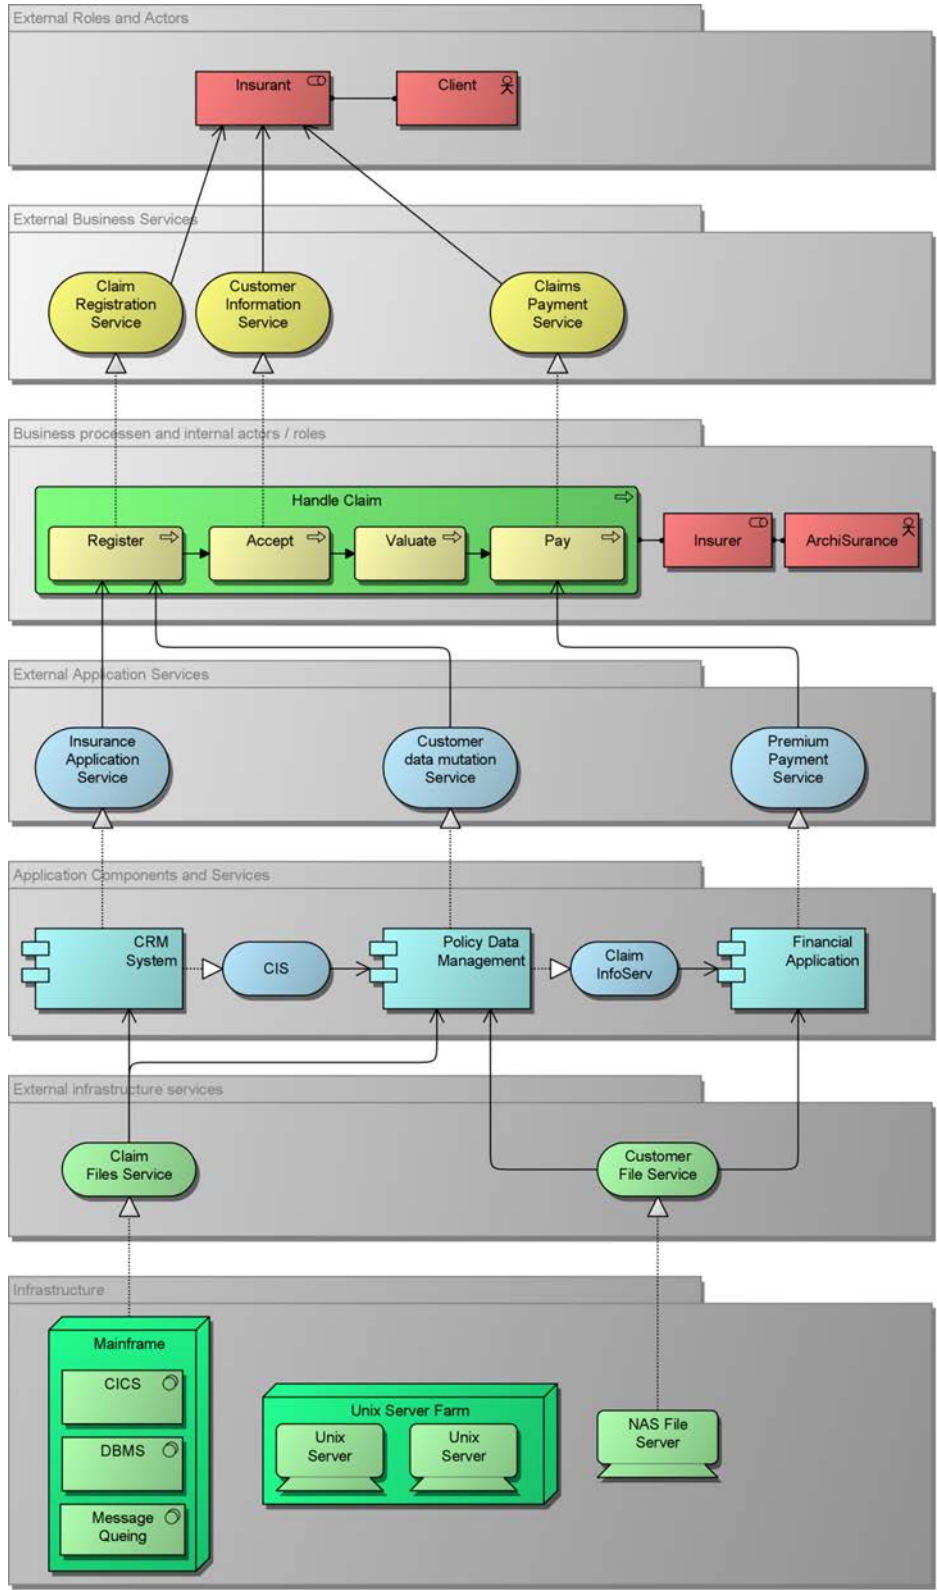 External Roles and Actors
Insurant
Client
External Business Services
Claim
Registration
Service
Customer
Information
Service
Claims
Payment
Service
Business processen and internal actors / roles
Handle Claim
Register
Accept
Valuate
Pay
Insurer
ArchiSurance
External Application Services
Insurance
Application
Service
Customer
data mutation
Service
Premium
Payment
Service
Application Components and Services
CRM
System
CIS
Policy Data
Management
Claim
InfoServ
Financial
Application
External infrastructure services
Claim
Files Service
Customer
File Service
Infrastructure
Mainframe
CICS
DBMS
Message
Queing
Unix Server Farm
Unix
Server
Unix
Server
NAS File
Server